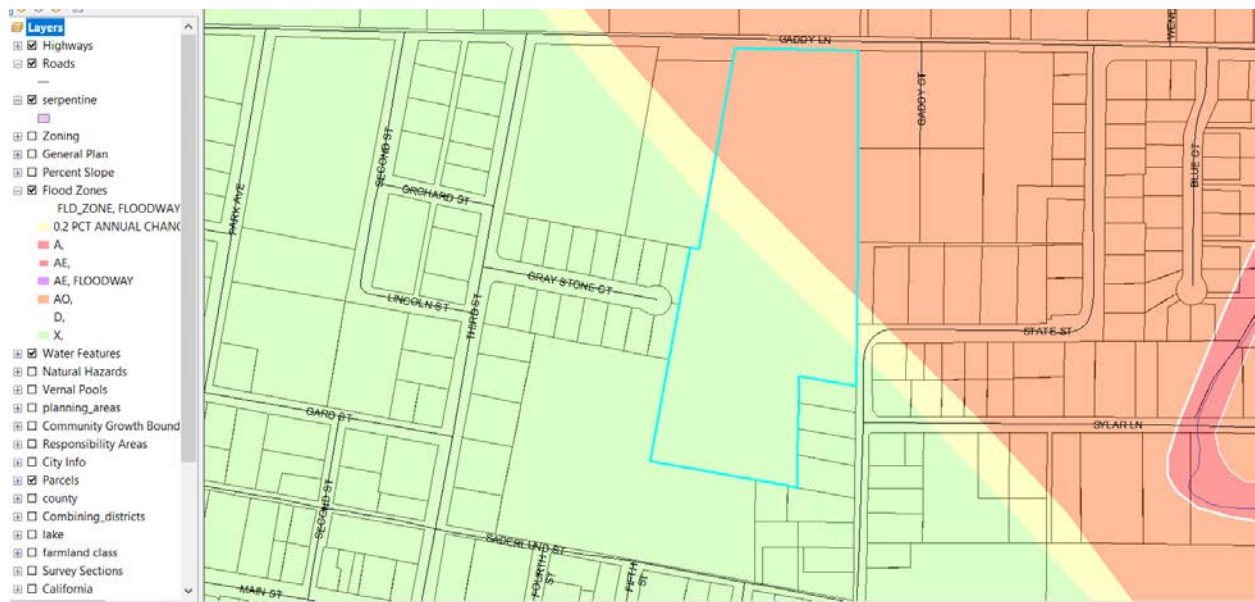 Layers
Highways
Roads
serpentine
Zoning
General Plan
Percent Slope
Flood Zones
FLD_ZONE, FLOODWAY
0.2 PCT ANNUAL CHANC
A,
AE,
AE, FLOODWAY
AO,
D,
X,
Water Features
Natural Hazards
Vernal Pools
planning_areas
Community Growth Bound
Responsibility Areas
City Info
Parcels
county
Combining_districts
lake
farmland class
Survey Sections
California
GADDY LN
WEND
SECOND ST
GADDY CT
BLUE CT
ORCHARD ST
PARK AVE
GRAY STONE CT
LINCOLN ST
THIRD ST
STATE ST
GARD ST
SYLAR LN
SECOND ST
SADERLUND ST
FOURTH ST
FIFTH ST
MAIN ST